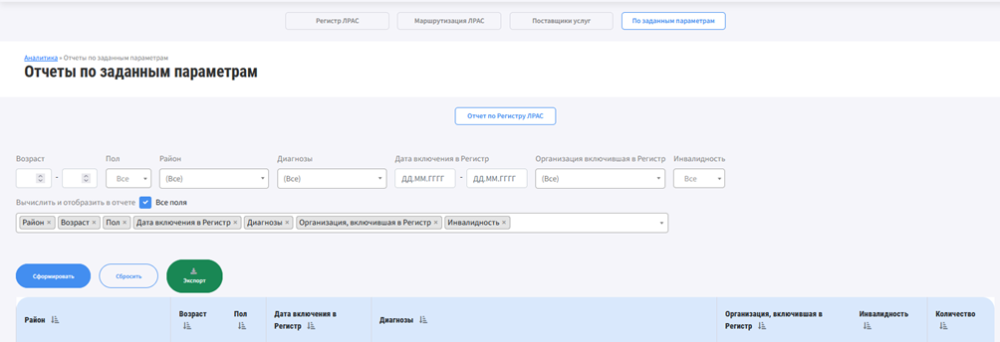 Регистр ЛРАС
Маршрутизация ЛРАС
Поставщики услуг
По заданным параметрам
Аналитика » Отчеты по заданным параметрам
Отчеты по заданным параметрам
Отчет по Регистру ЛРАС
Возраст
Пол
Район
Диагнозы
Дата включения в Регистр
Организация включившая в Регистр
Инвалидность
-
Все
(Все)
(Все)
ДД.ММ.ГГГГ - ДД.ММ.ГГГГ
(Все)
Все
Вычислить и отобразить в отчете Все поля
Район × Возраст × Пол × Дата включения в Регистр × Диагнозы × Организация, включившая в Регистр × Инвалидность ×
Сформировать
Сбросить
Экспорт
Район
Возраст
Пол
Дата включения в
Регистр
Диагнозы
Организация, включившая в
Регистр
Инвалидность
Количество